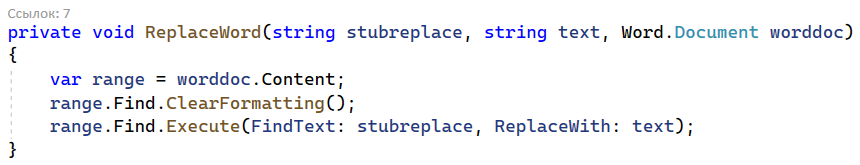 Ссылок: 7
private void ReplaceWord(string stubreplace, string text, Word.Document worddoc)
{
    var range = worddoc.Content;
    range.Find.ClearFormatting();
    range.Find.Execute(FindText: stubreplace, ReplaceWith: text);
}